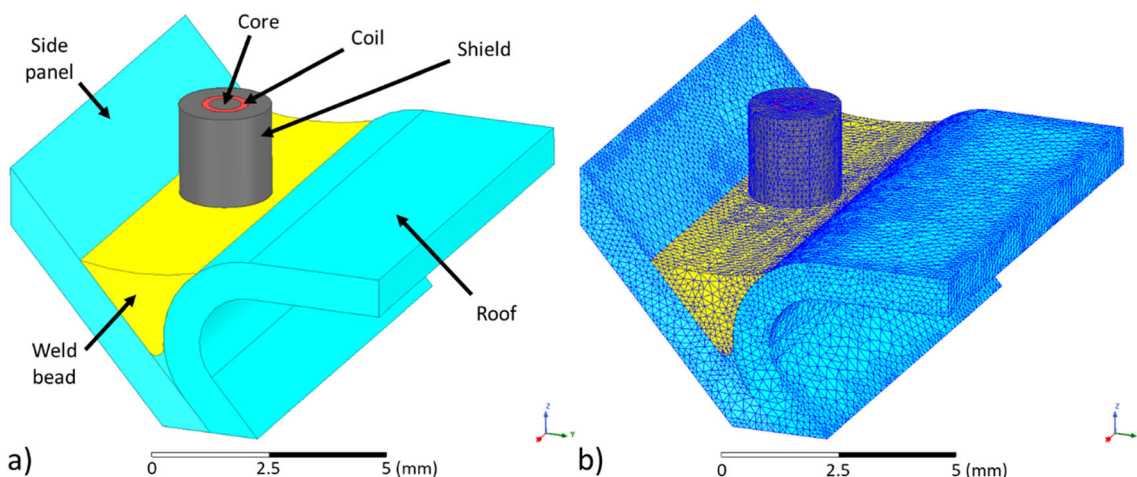 Core
Coil
Shield
Side
panel
Roof
Weld
bead
Z
Y
a)
0
2.5
5 (mm)
Z
b)
0
2.5
5 (mm)